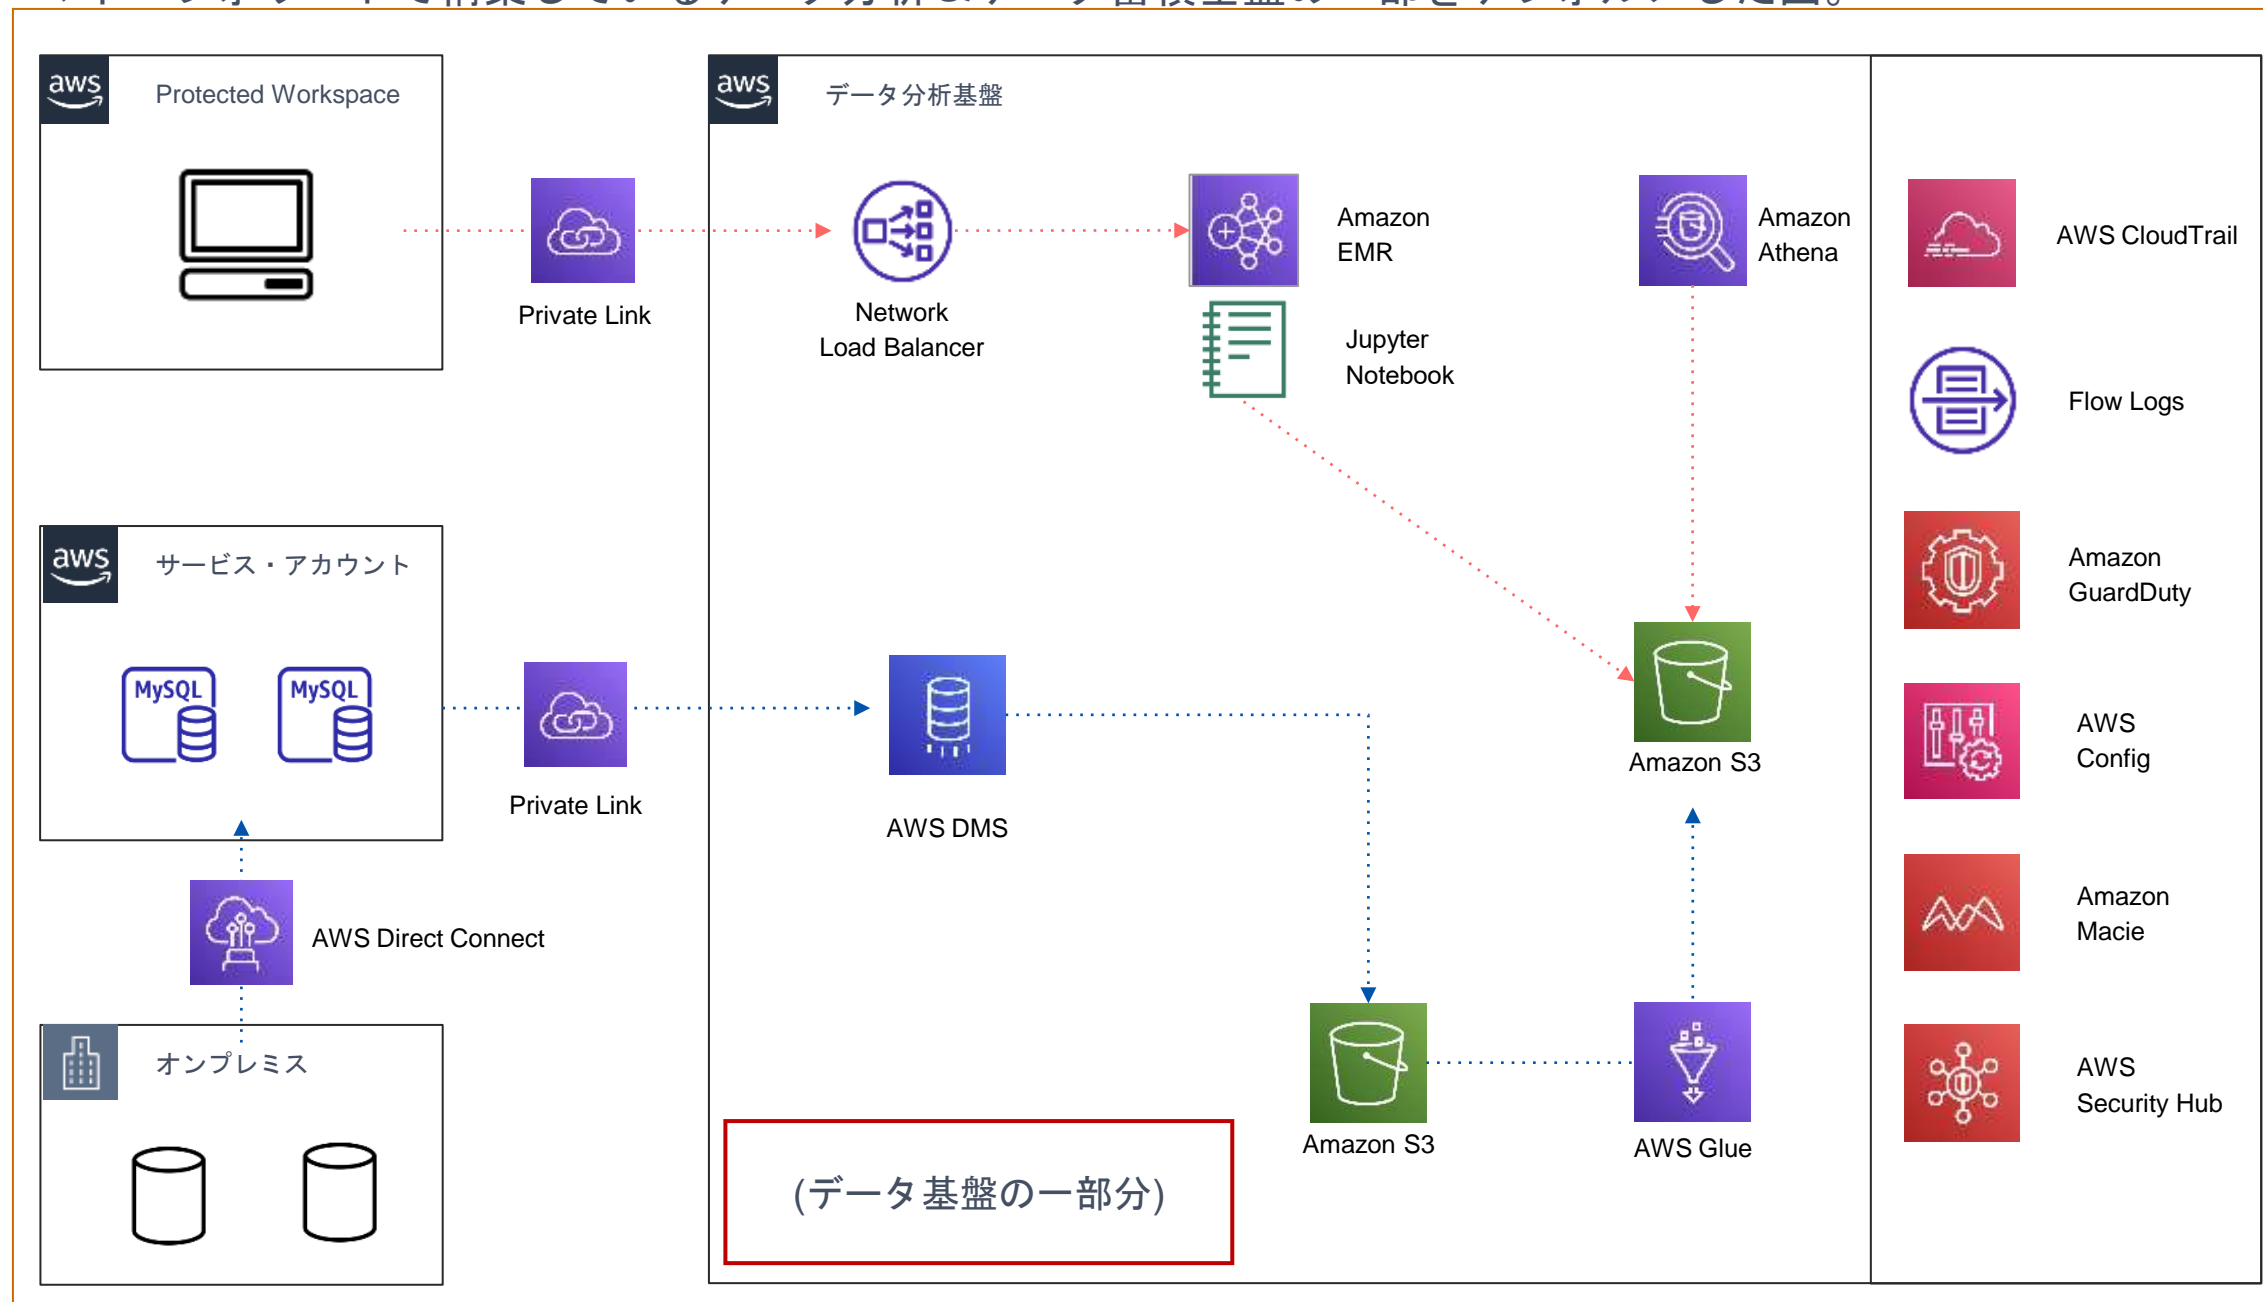 Protected Workspace
aws
aws
データ分析基盤
Private Link
Network
Load Balancer
Amazon
EMR
Jupyter
Notebook
Amazon
Athena
AWS CloudTrail
Flow Logs
Amazon
GuardDuty
AWS
Config
Amazon
Macie
AWS
Security Hub
aws
サービス・アカウント
MySQL
MySQL
Private Link
AWS DMS
Amazon S3
AWS Direct Connect
オンプレミス
Amazon S3
AWS Glue
(データ基盤の一部分)